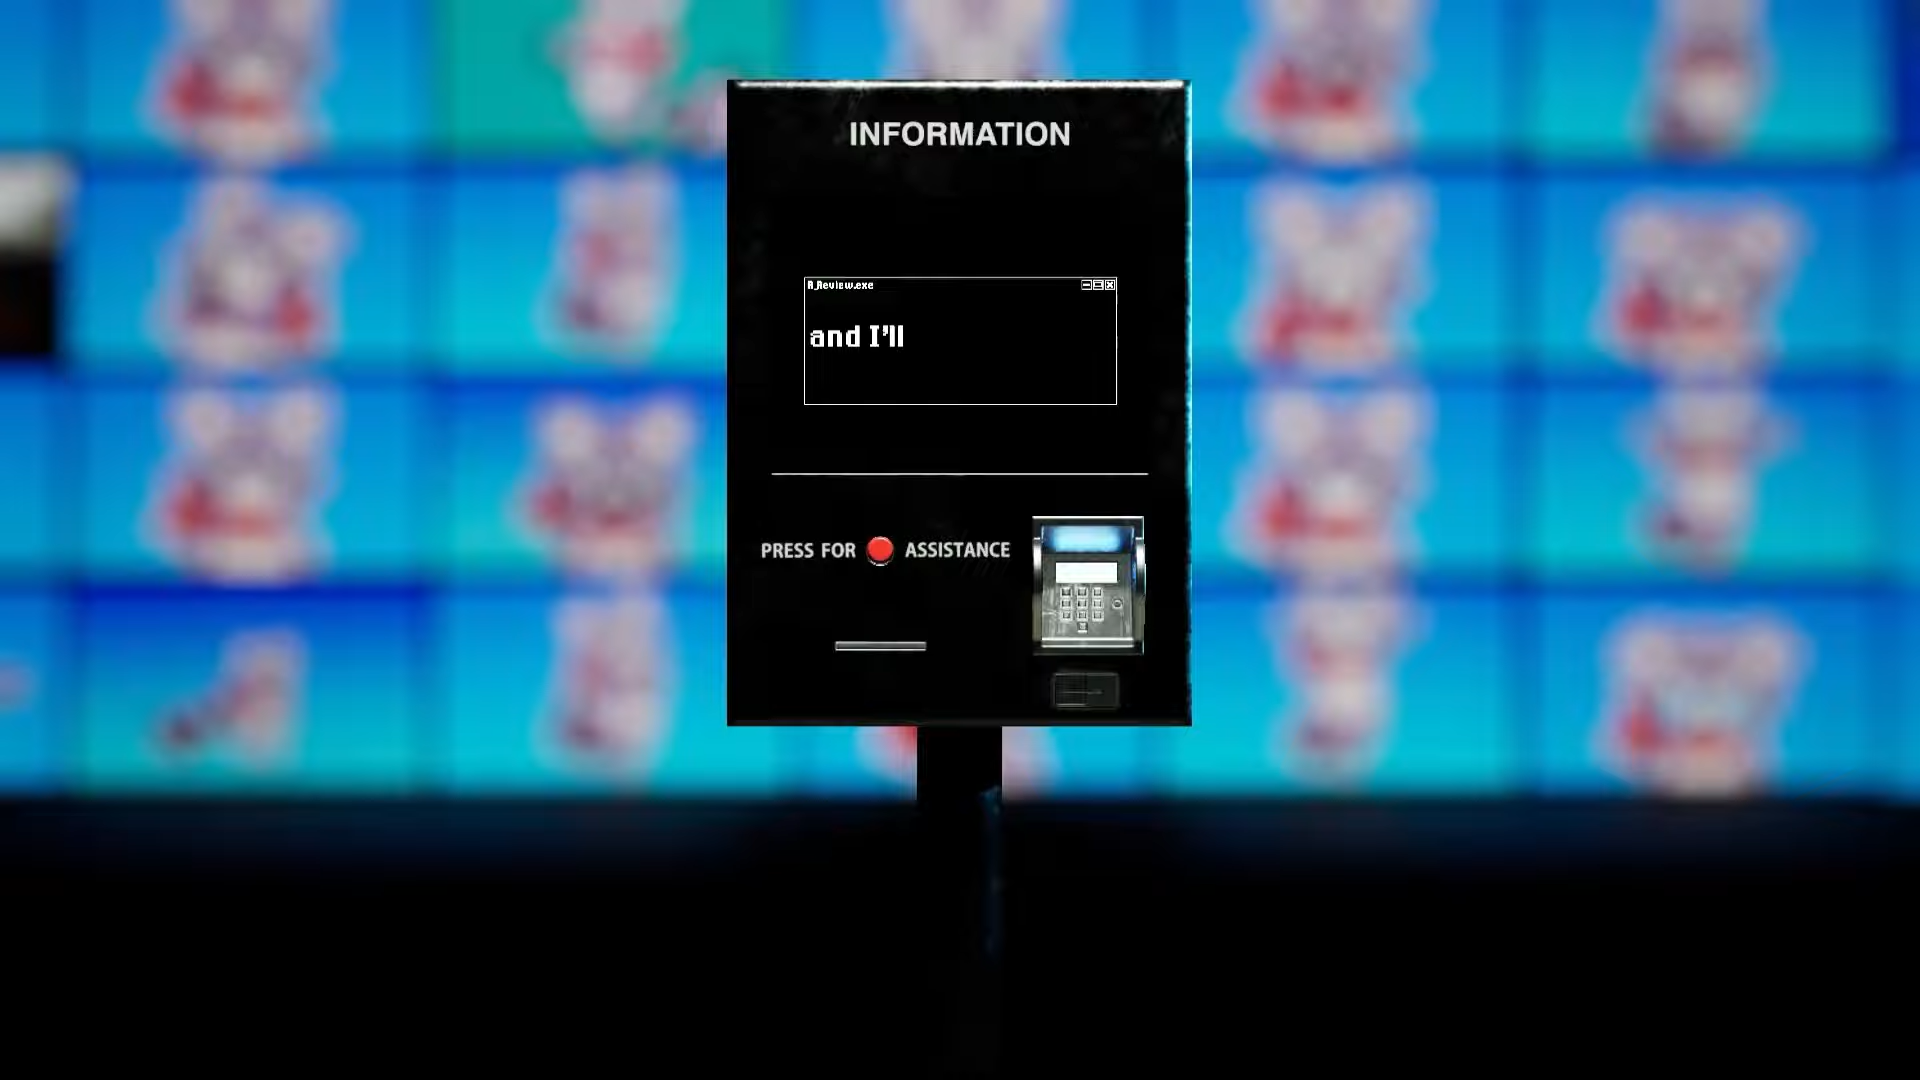 INFORMATION
R_Review.exe
and I'll
PRESS FOR ASSISTANCE